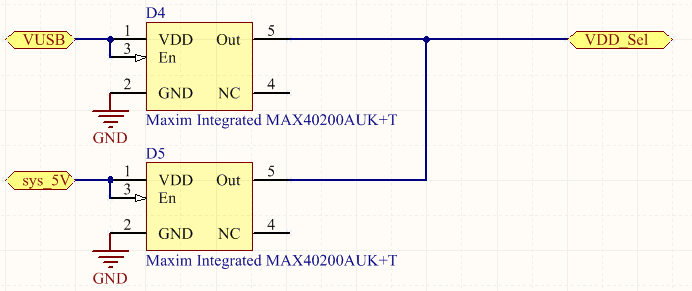 D4
VUSB
1
VDD
Out
5
VDD_Sel
3
En
2
GND
NC
4
GND
Maxim Integrated MAX40200AUK+T
D5
sys_5V
1
VDD
Out
5
3
En
2
GND
NC
4
GND
Maxim Integrated MAX40200AUK+T